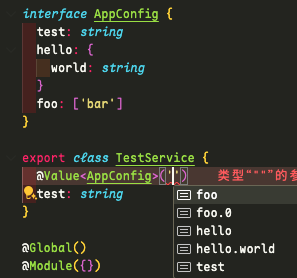 interface AppConfig {
test: string
hello: {
world: string
}
foo: ['bar']
}
export class TestService {
@Value<AppConfig>('') 类型“""”的参
test: string
}
foo
foo.0
hello
hello.world
test
@Global()
@Module({})